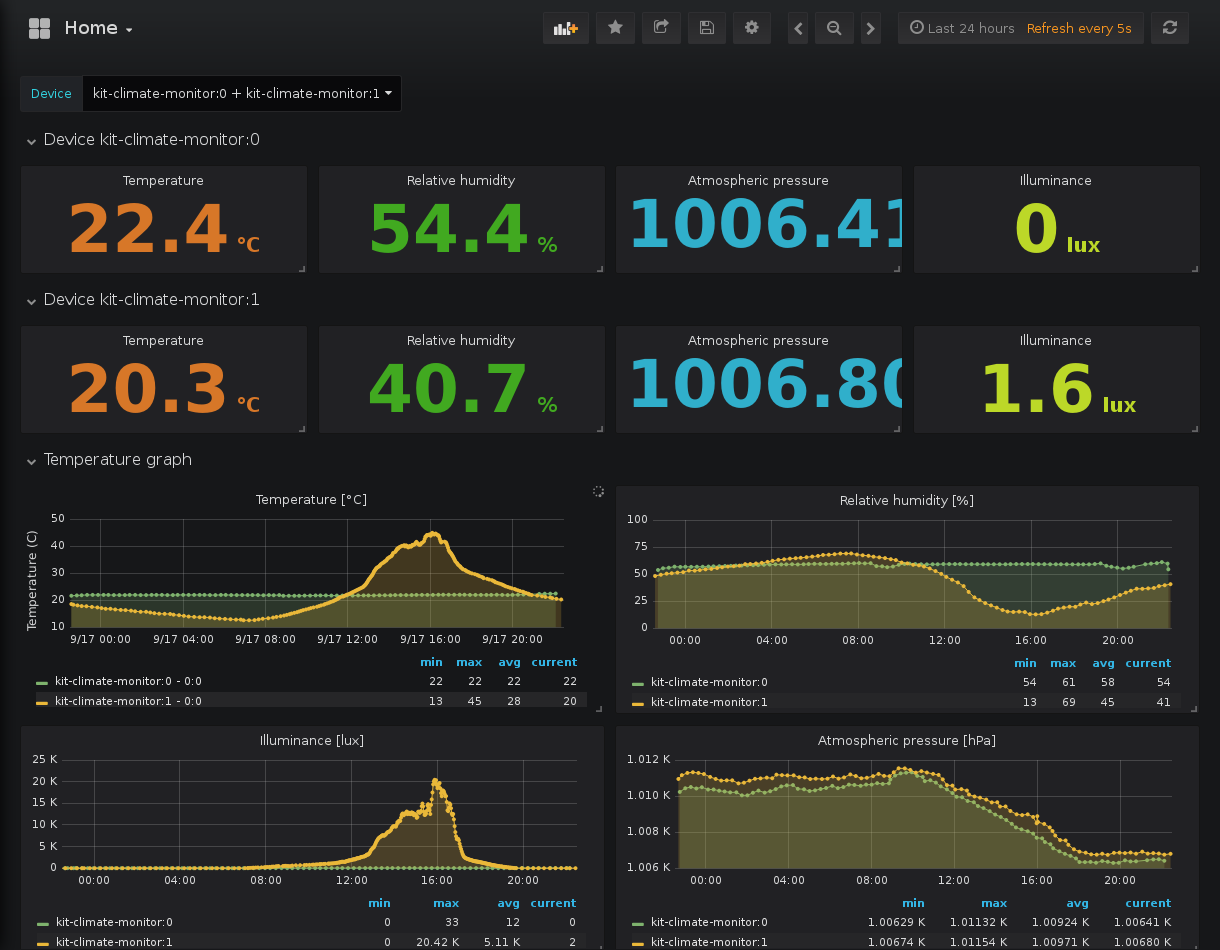 Home
Last 24 hours Refresh every 5s
Device kit-climate-monitor:0 + kit-climate-monitor:1
Device kit-climate-monitor:0
Temperature Relative humidity Atmospheric pressure Illuminance
22.4 °C 54.4 % 1006.41 0 lux
Device kit-climate-monitor:1
Temperature Relative humidity Atmospheric pressure Illuminance
20.3 °C 40.7 % 1006.80 1.6 lux
Temperature graph
Temperature [°C]
Temperature (C)
50
40
30
20
10
9/17 00:00 9/17 04:00 9/17 08:00 9/17 12:00 9/17 16:00 9/17 20:00
min max avg current
kit-climate-monitor:0 - 0:0 22 22 22 22
kit-climate-monitor:1 - 0:0 13 45 28 20
Relative humidity [%]
100
75
50
25
0
00:00 04:00 08:00 12:00 16:00 20:00
min max avg current
kit-climate-monitor:0 54 61 58 54
kit-climate-monitor:1 13 69 45 41
Illuminance [lux]
25 K
20 K
15 K
10 K
5 K
0
00:00 04:00 08:00 12:00 16:00 20:00
min max avg current
kit-climate-monitor:0 0 33 12 0
kit-climate-monitor:1 0 20.42 K 5.11 K 2
Atmospheric pressure [hPa]
1.012 K
1.010 K
1.008 K
1.006 K
00:00 04:00 08:00 12:00 16:00 20:00
min max avg current
kit-climate-monitor:0 1.00629 K 1.01132 K 1.00924 K 1.00641 K
kit-climate-monitor:1 1.00674 K 1.01154 K 1.00971 K 1.00680 K